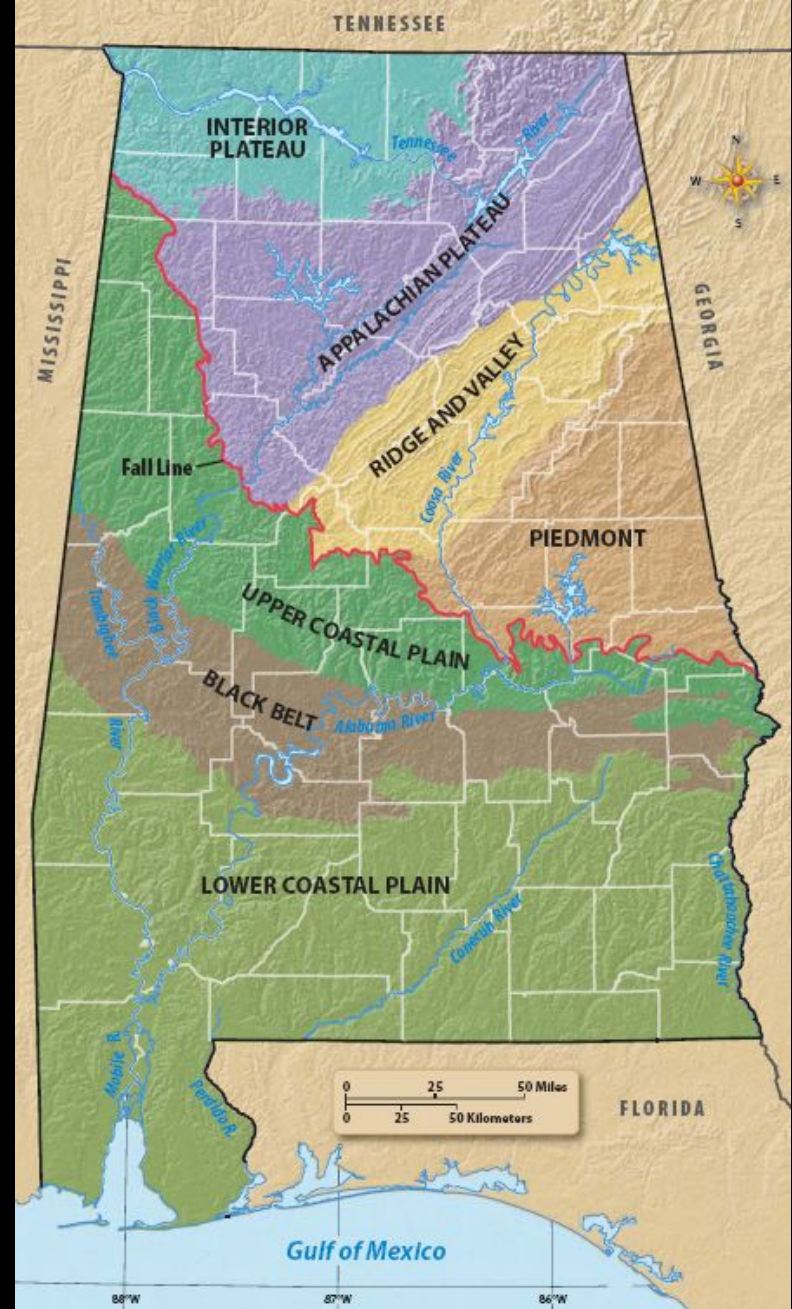 TENNESSEE
INTERIOR
PLATEAU
Tennessee
River
N
W
E
S
APPALACHIAN PLATEAU
MISSISSIPPI
GEORGIA
RIDGE AND VALLEY
Fall Line
Coosa River
Black Warrior River
PIEDMONT
Tombigbee
River
UPPER COASTAL PLAIN
BLACK BELT
Alabama River
LOWER COASTAL PLAIN
Chattahoochee River
Conecuh River
Mobile R.
Perdido R.
0 25 50 Miles
0 25 50 Kilometers
FLORIDA
Gulf of Mexico
88°W
87°W
86°W